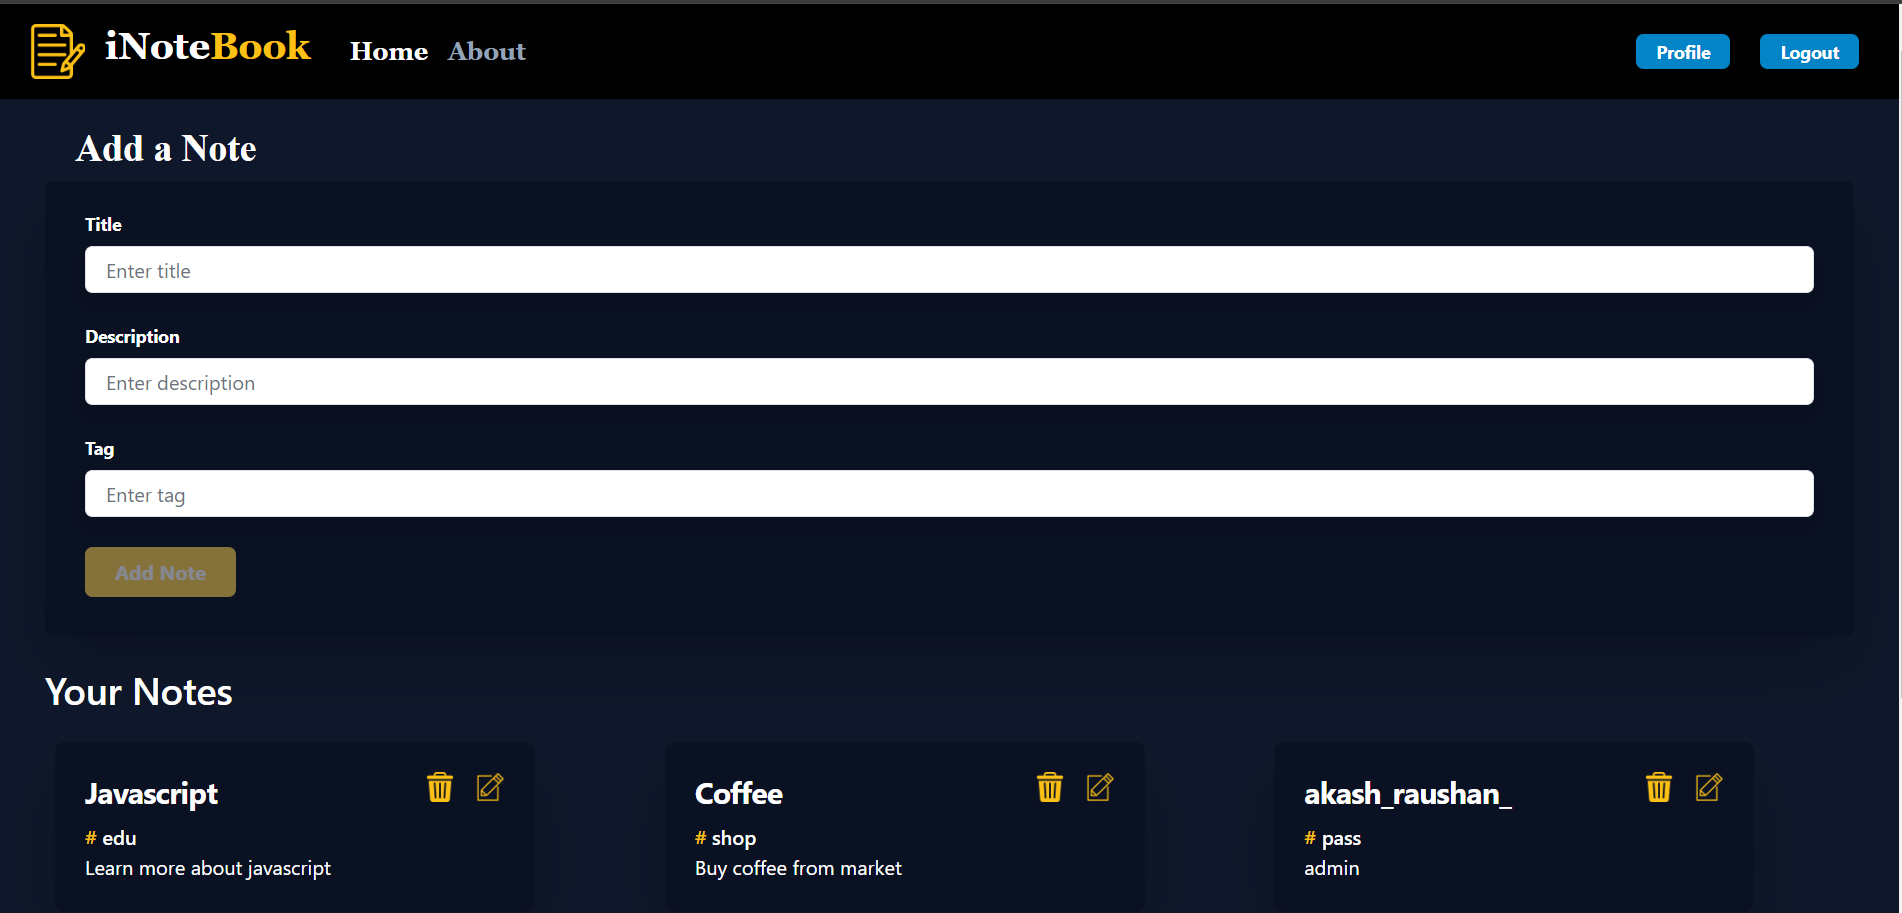 iNoteBook Home About Profile Logout
Add a Note
Title
Enter title
Description
Enter description
Tag
Enter tag
Add Note
Your Notes
Javascript
# edu
Learn more about javascript
Coffee
# shop
Buy coffee from market
akash_raushan_
# pass
admin